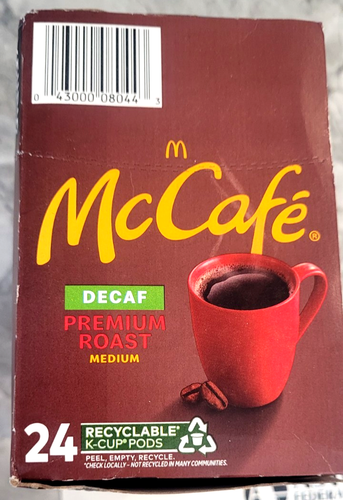 0 43000 08044 3
McCafé®
DECAF
PREMIUM
ROAST
MEDIUM
24 RECYCLABLE*
K-CUP® PODS
PEEL, EMPTY, RECYCLE.
*CHECK LOCALLY - NOT RECYCLED IN MANY COMMUNITIES.
FEDERAL